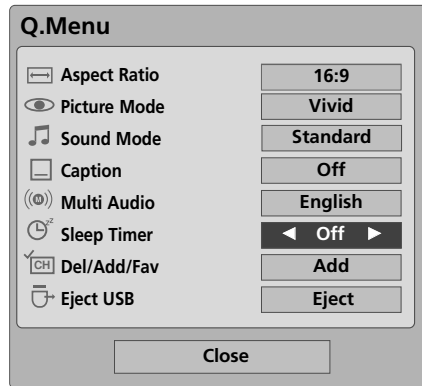 Q.Menu
Aspect Ratio 16:9
Picture Mode Vivid
Sound Mode Standard
Caption Off
Multi Audio English
zz Sleep Timer ◄ Off ►
CH Del/Add/Fav Add
Eject USB Eject
Close